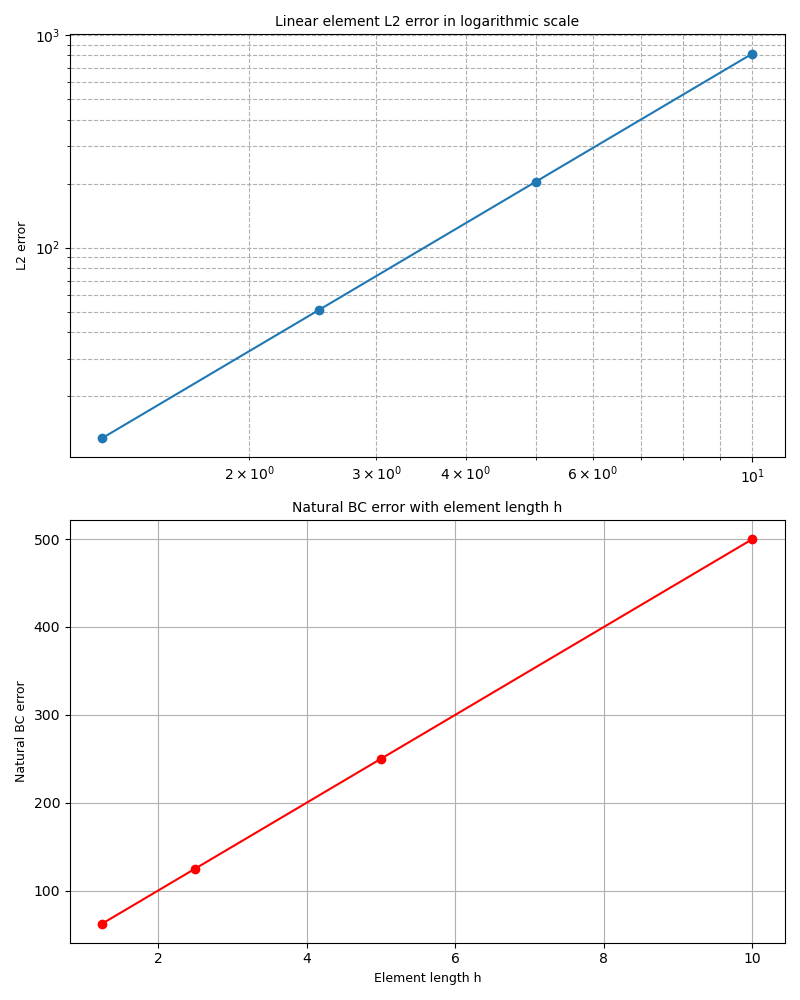 Linear element L2 error in logarithmic scale
10³
10²
L2 error
2 × 10⁰
3 × 10⁰
4 × 10⁰
6 × 10⁰
10¹
Natural BC error with element length h
500
400
300
200
100
Natural BC error
2
4
6
8
10
Element length h